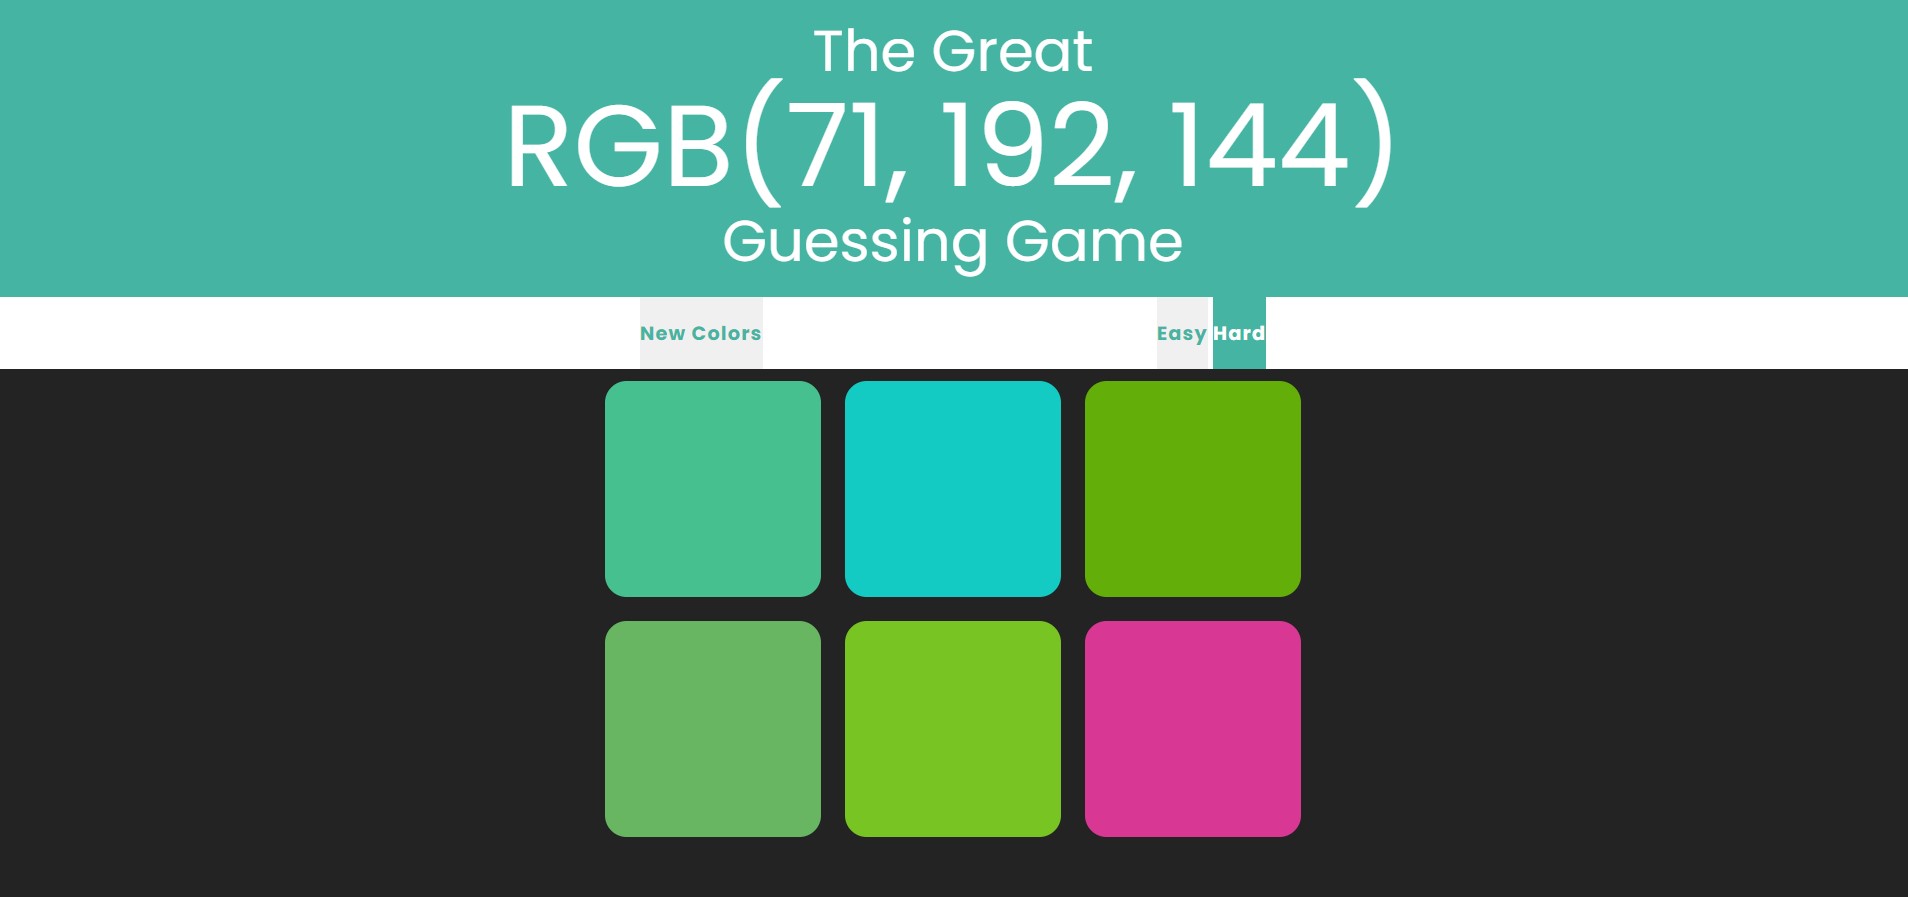 The Great
RGB(71, 192, 144)
Guessing Game
New Colors Easy Hard